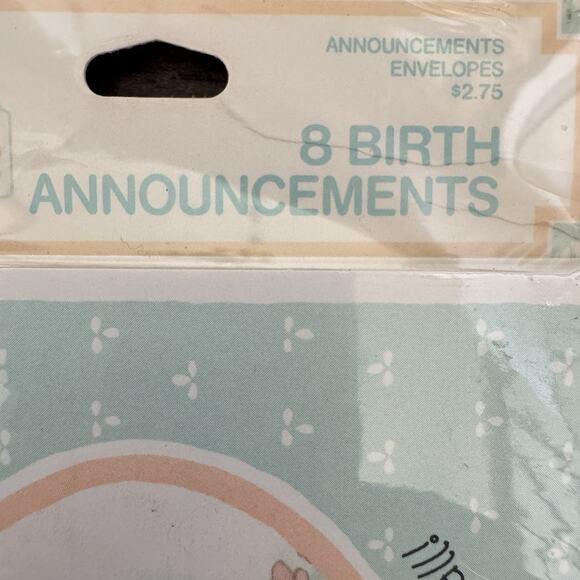 ANNOUNCEMENTS
ENVELOPES
$2.75
8 BIRTH
ANNOUNCEMENTS